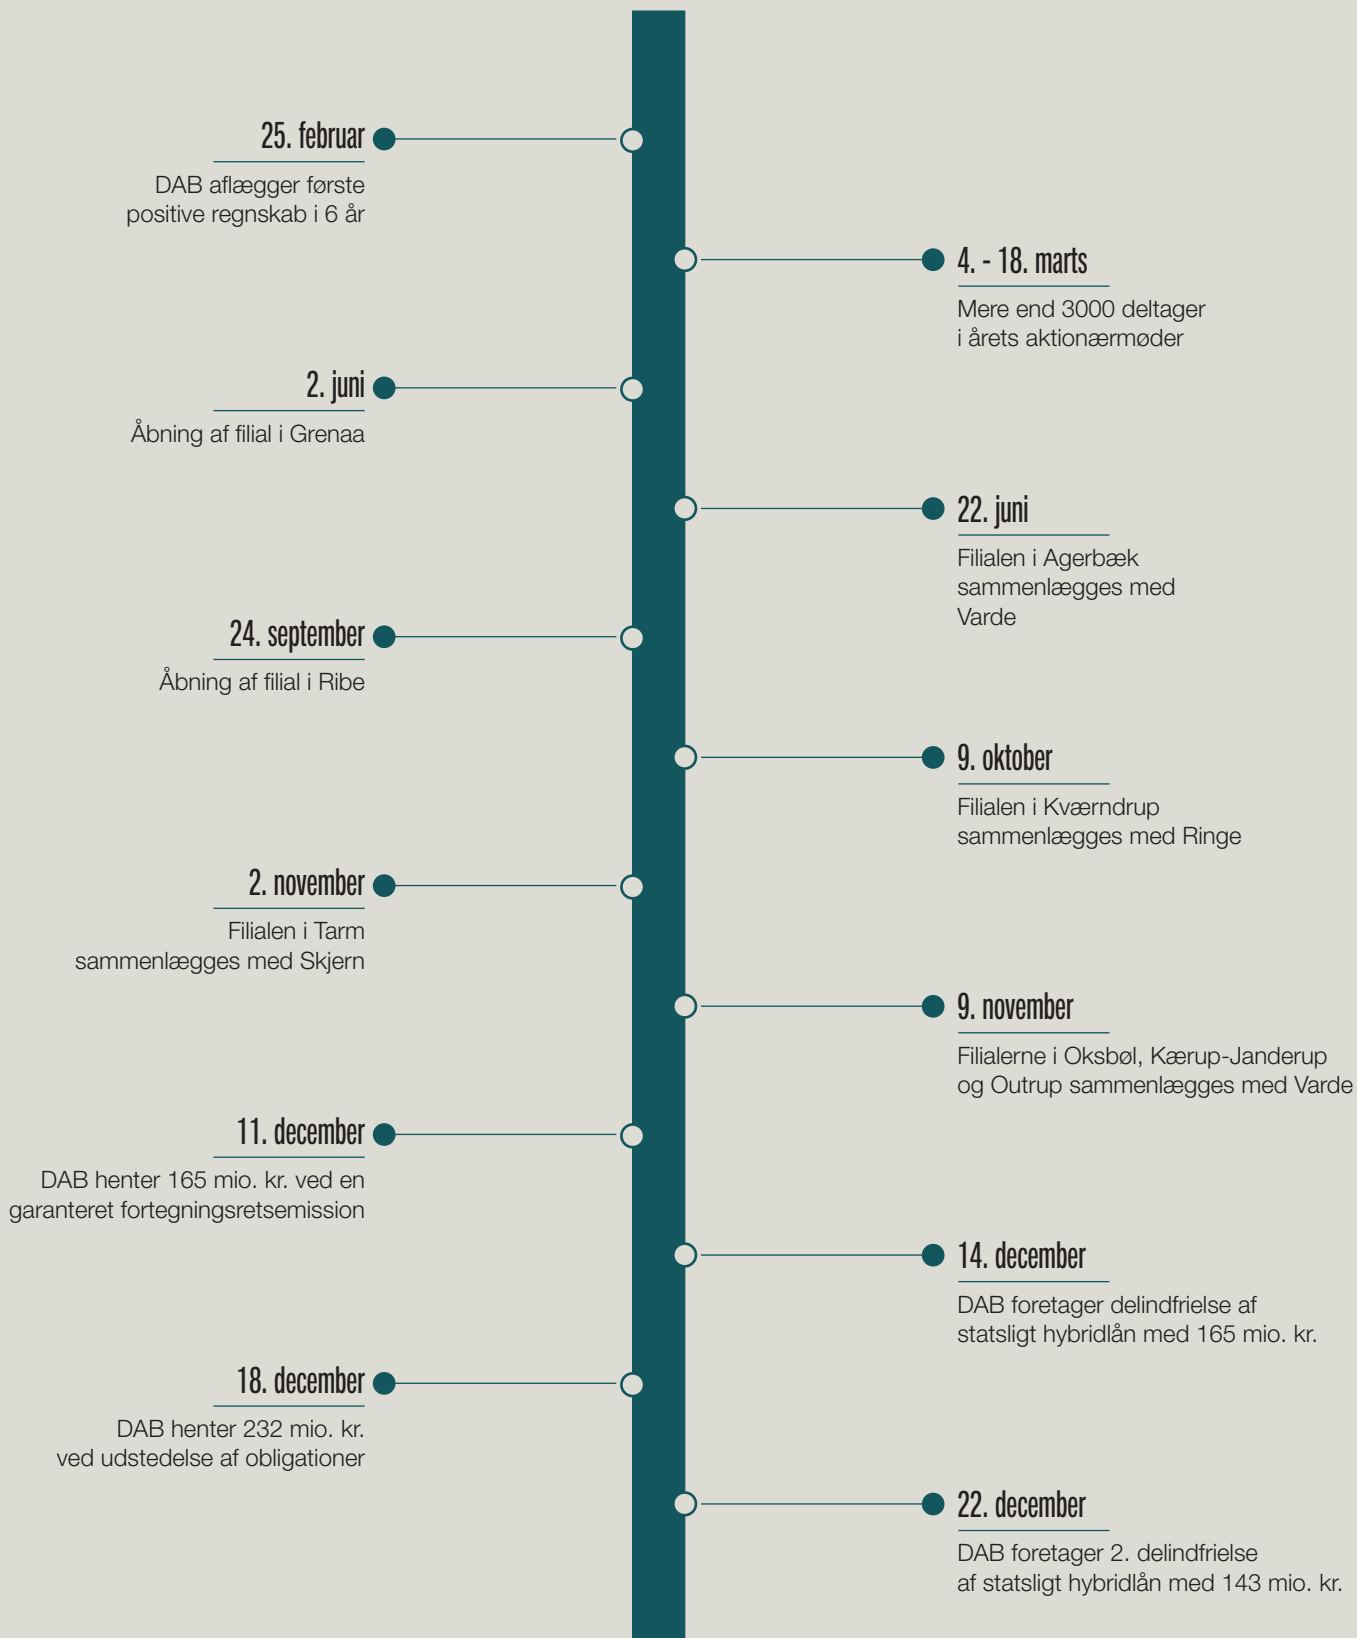 25. februar
DAB aflægger første
positive regnskab i 6 år
4. - 18. marts
Mere end 3000 deltager
i årets aktionærmøder
2. juni
Åbning af filial i Grenaa
22. juni
Filialen i Agerbæk
sammenlægges med
Varde
24. september
Åbning af filial i Ribe
9. oktober
Filialen i Kværndrup
sammenlægges med Ringe
2. november
Filialen i Tarm
sammenlægges med Skjern
9. november
Filialerne i Oksbøl, Kærup-Janderup
og Outrup sammenlægges med Varde
11. december
DAB henter 165 mio. kr. ved en
garanteret fortegningsretsemission
14. december
DAB foretager delindfrielse af
statsligt hybridlån med 165 mio. kr.
18. december
DAB henter 232 mio. kr.
ved udstedelse af obligationer
22. december
DAB foretager 2. delindfrielse
af statsligt hybridlån med 143 mio. kr.